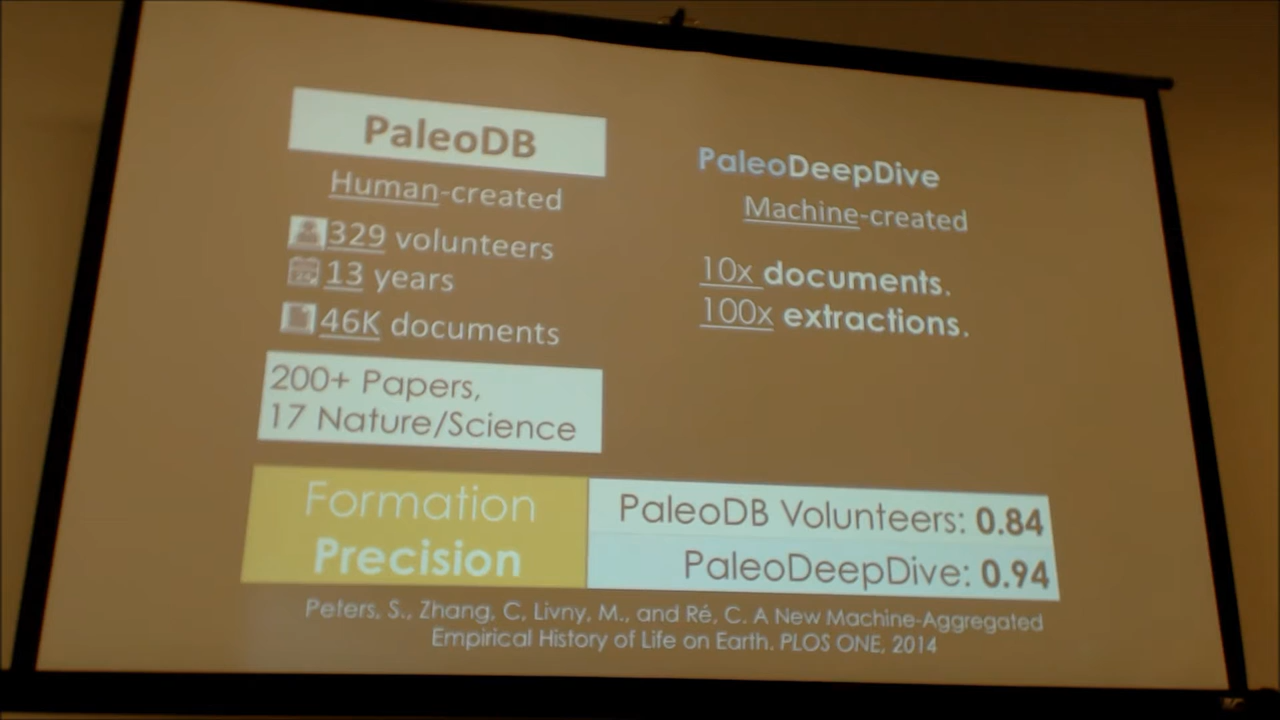 PaleoDB
Human-created
329 volunteers
13 years
46K documents
200+ Papers,
17 Nature/Science
PaleoDeepDive
Machine-created
10x documents.
100x extractions.
Formation
Precision
PaleoDB Volunteers: 0.84
PaleoDeepDive: 0.94
Peters, S., Zhang, C, Livny, M., and Ré, C. A New Machine-Aggregated
Empirical History of Life on Earth. PLOS ONE, 2014